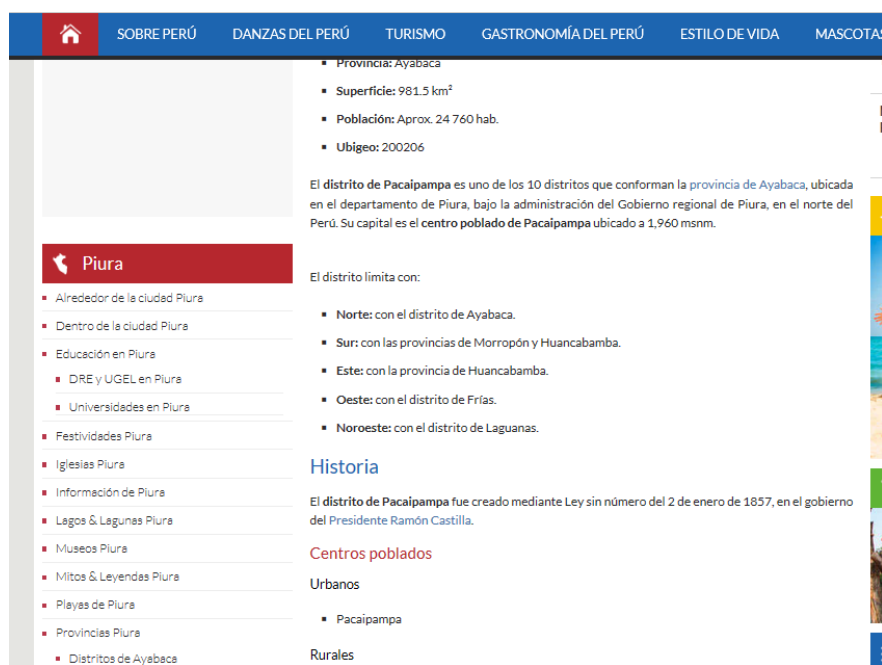 SOBRE PERÚ DANZAS DEL PERÚ TURISMO GASTRONOMÍA DEL PERÚ ESTILO DE VIDA MASCOTAS
Provincia: Ayabaca
Superficie: 981.5 km²
Población: Aprox. 24 760 hab.
Ubigeo: 200206
El distrito de Pacaipampa es uno de los 10 distritos que conforman la provincia de Ayabaca, ubicada
en el departamento de Piura, bajo la administración del Gobierno regional de Piura, en el norte del
Perú. Su capital es el centro poblado de Pacaipampa ubicado a 1,960 msnm.
El distrito limita con:
Norte: con el distrito de Ayabaca.
Sur: con las provincias de Morropón y Huancabamba.
Este: con la provincia de Huancabamba.
Oeste: con el distrito de Frías.
Noroeste: con el distrito de Lagunas.
Historia
El distrito de Pacaipampa fue creado mediante Ley sin número del 2 de enero de 1857, en el gobierno
del Presidente Ramón Castilla.
Centros poblados
Urbanos
Pacaipampa
Rurales
Piura
Alrededor de la ciudad Piura
Dentro de la ciudad Piura
Educación en Piura
DRE y UGEL en Piura
Universidades en Piura
Festividades Piura
Iglesias Piura
Información de Piura
Lagos & Lagunas Piura
Museos Piura
Mitos & Leyendas Piura
Playas de Piura
Provincias Piura
Distritos de Ayabaca